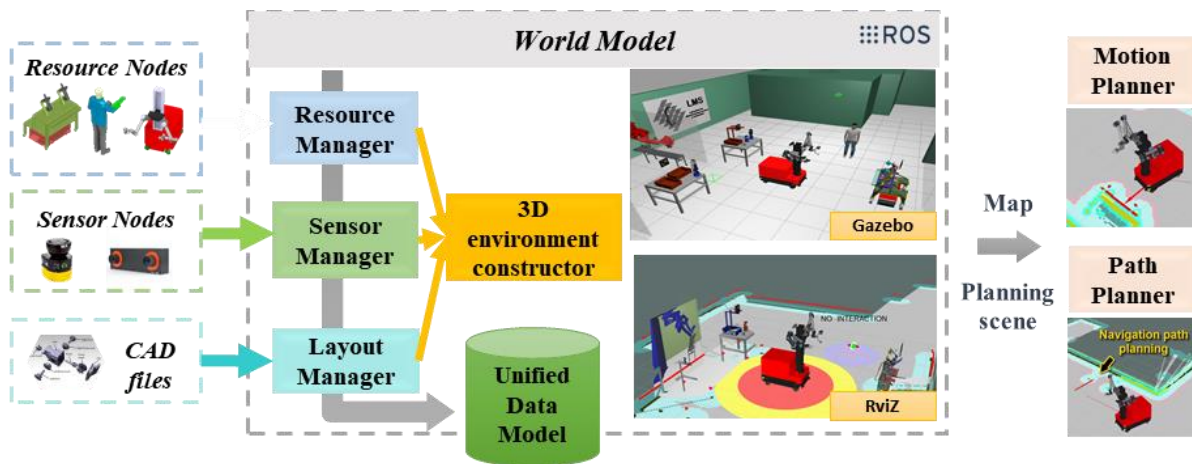 Resource Nodes
Sensor Nodes
CAD
files
World Model
ROS
Resource
Manager
Sensor
Manager
Layout
Manager
3D
environment
constructor
Unified
Data
Model
LMS
Gazebo
NO INTERACTION
RviZ
Map
Planning
scene
Motion
Planner
Path
Planner
Navigation path
planning